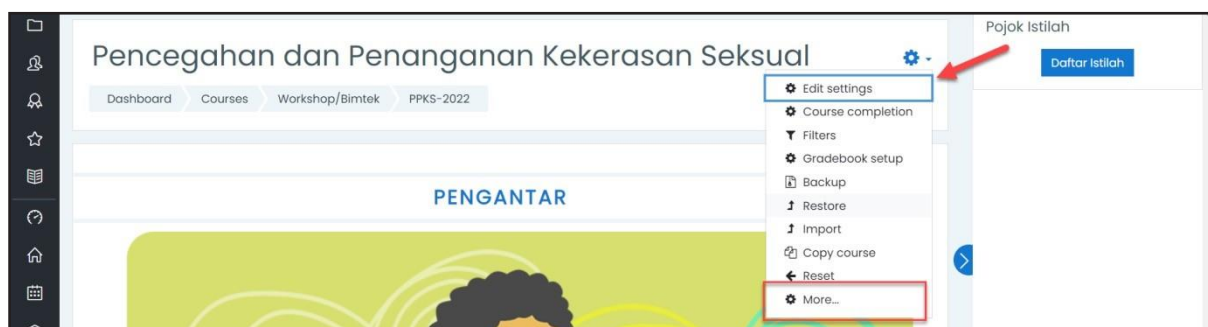 Pencegahan dan Penanganan Kekerasan Seksual
Dashboard Courses Workshop/Bimtek PPKS-2022
Edit settings
Course completion
Filters
Gradebook setup
Backup
Restore
Import
Copy course
Reset
More...
PENGANTAR
Pojok Istilah
Daftar Istilah